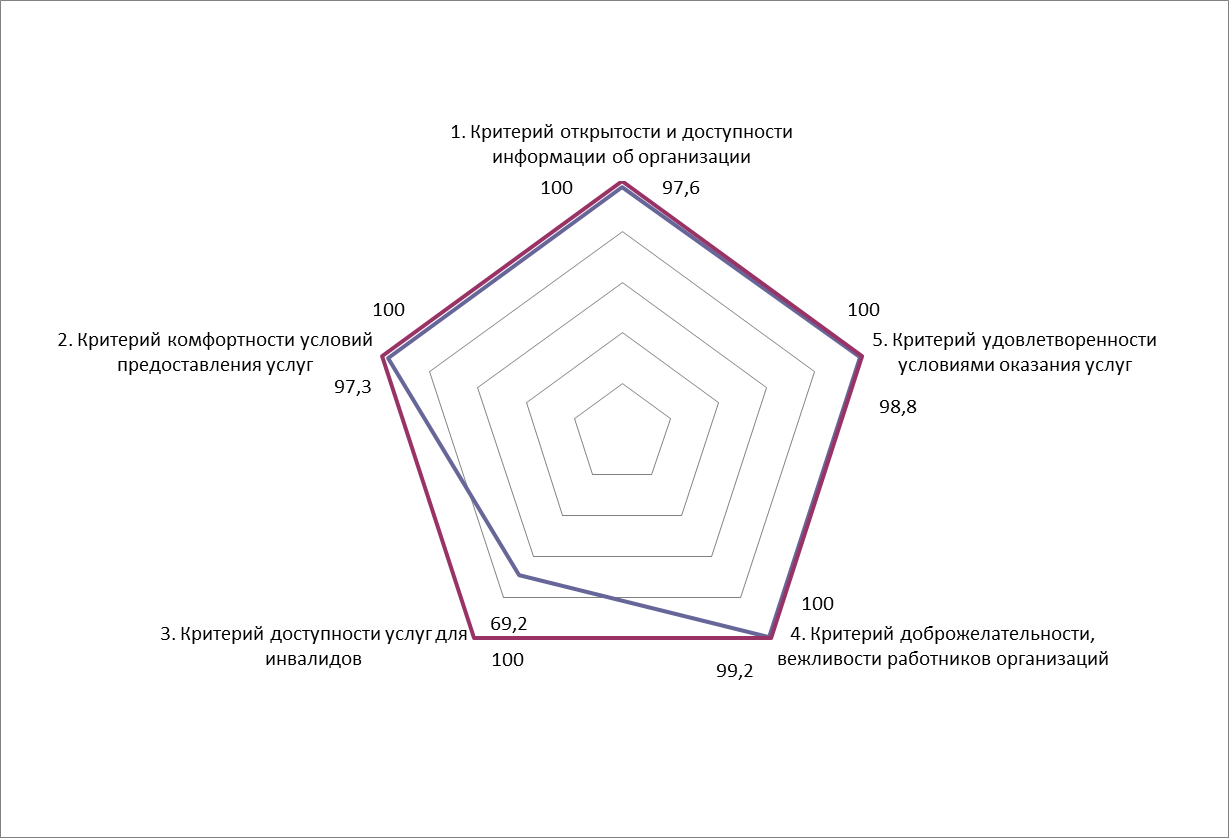 1. Критерий открытости и доступности
информации об организации
100
97,6
100
2. Критерий комфортности условий
предоставления услуг
97,3
100
5. Критерий удовлетворенности
условиями оказания услуг
98,8
69,2
3. Критерий доступности услуг для
инвалидов
100
100
4. Критерий доброжелательности,
вежливости работников организаций
99,2